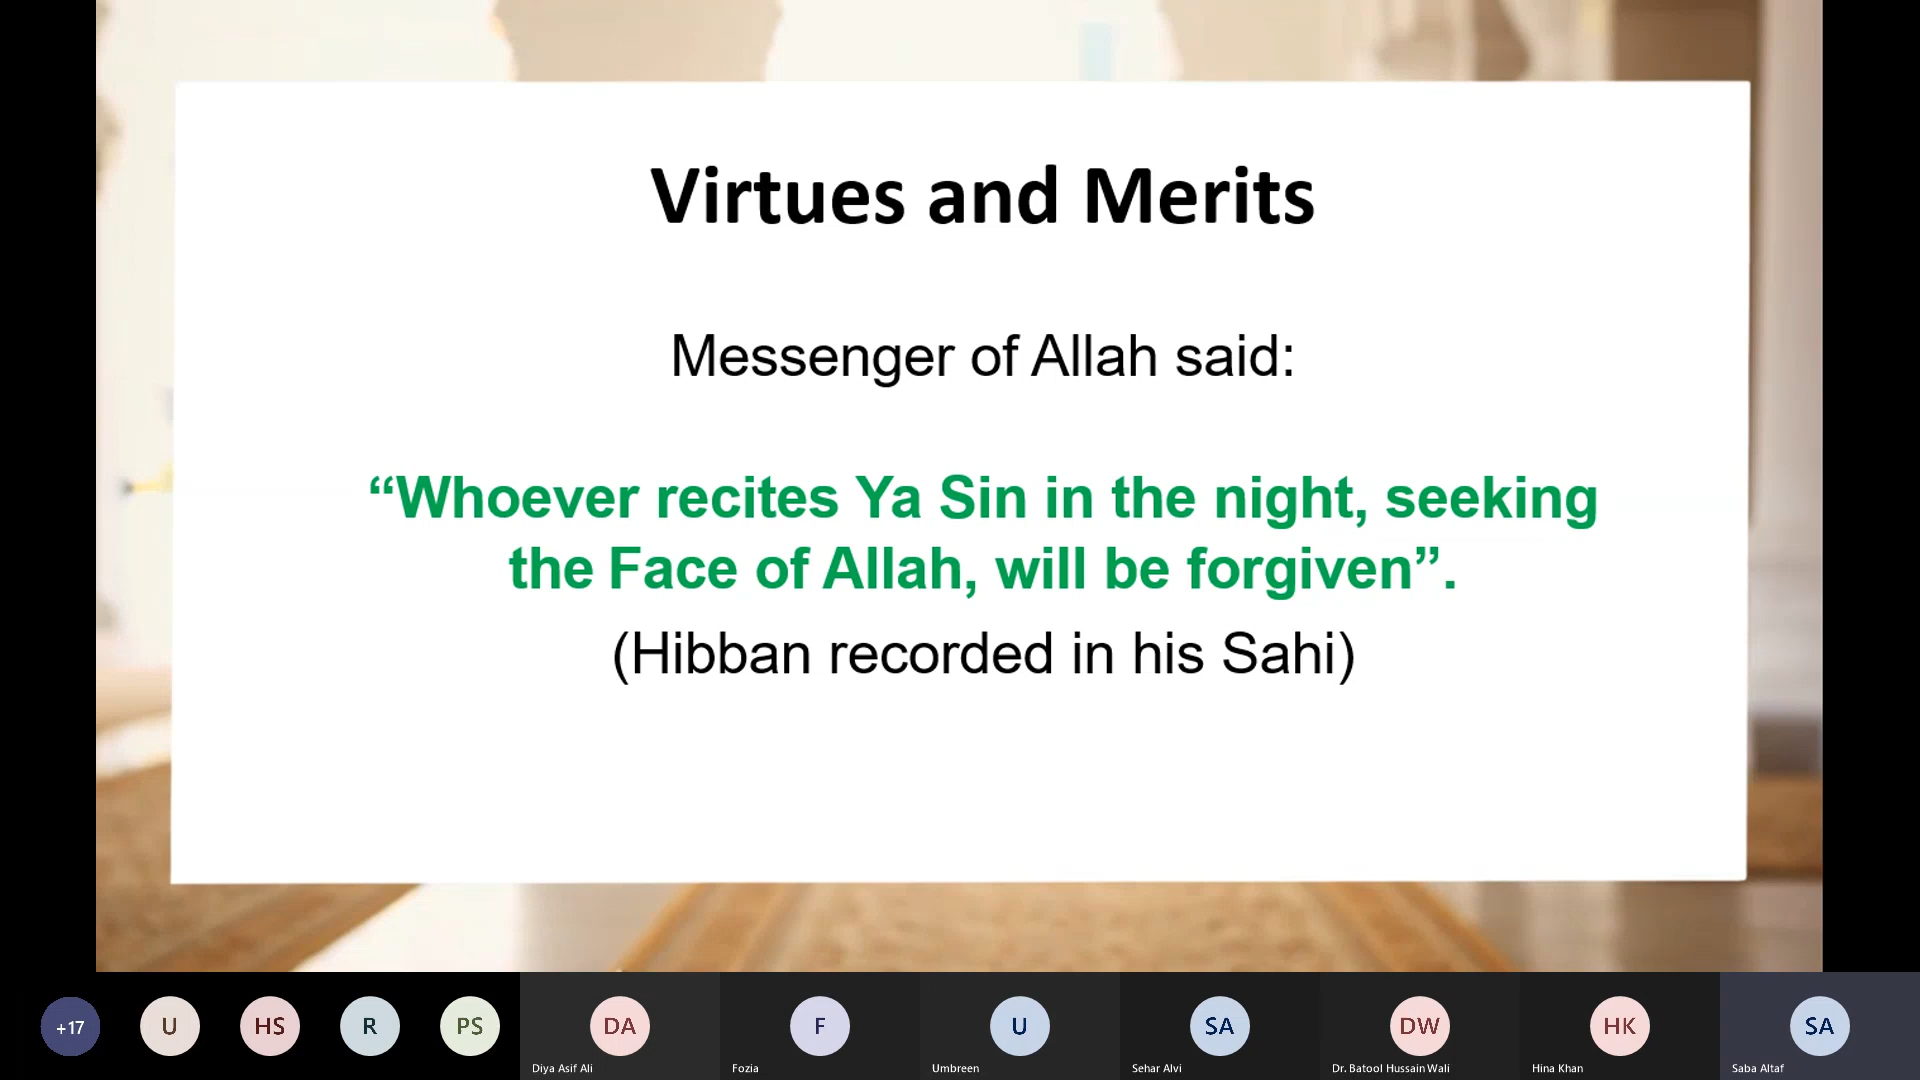 Virtues and Merits
Messenger of Allah said:
“Whoever recites Ya Sin in the night, seeking
the Face of Allah, will be forgiven”.
(Hibban recorded in his Sahi)
+17
U
HS
R
PS
DA
F
U
SA
DW
HK
SA
Diya Asif Ali
Fozia
Umbreen
Sehar Alvi
Dr. Batool Hussain Wali
Hina Khan
Saba Altaf